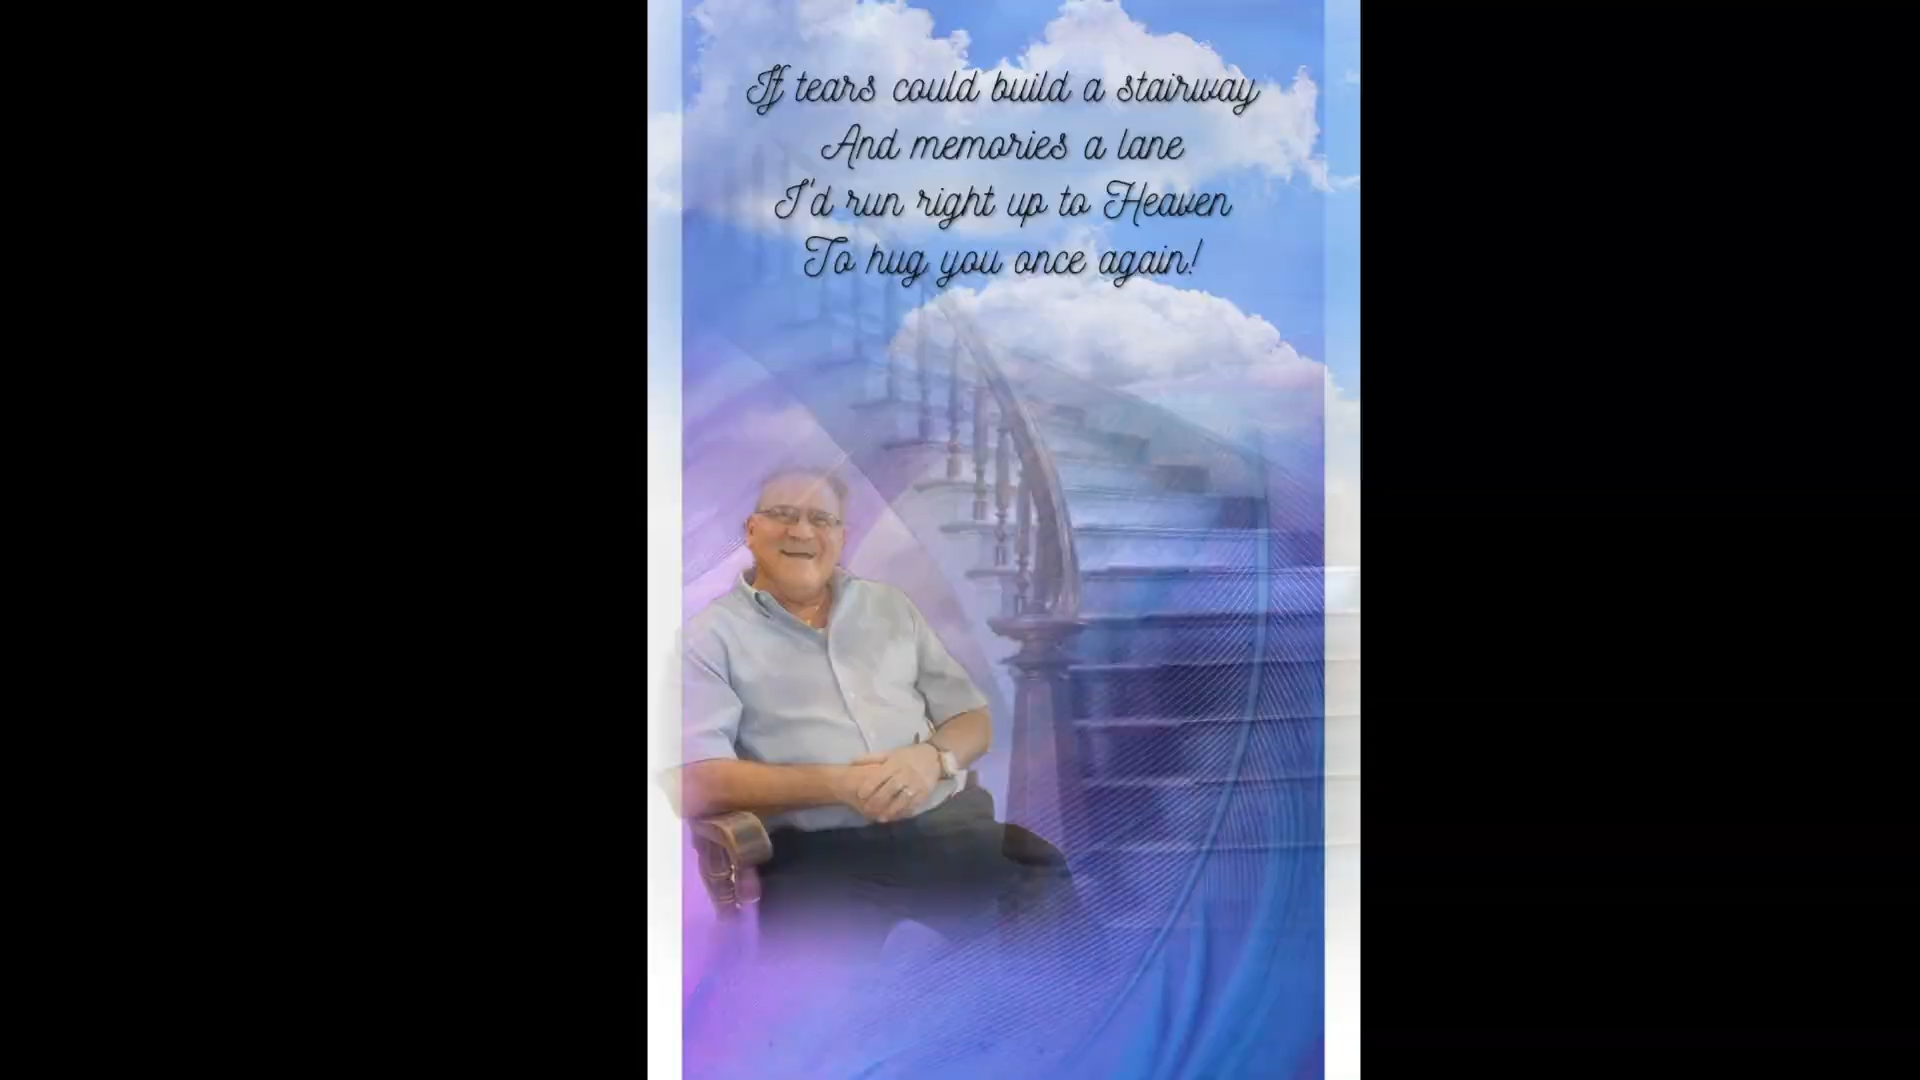 If tears could build a stairway
And memories a lane
I'd run right up to Heaven
To hug you once again!